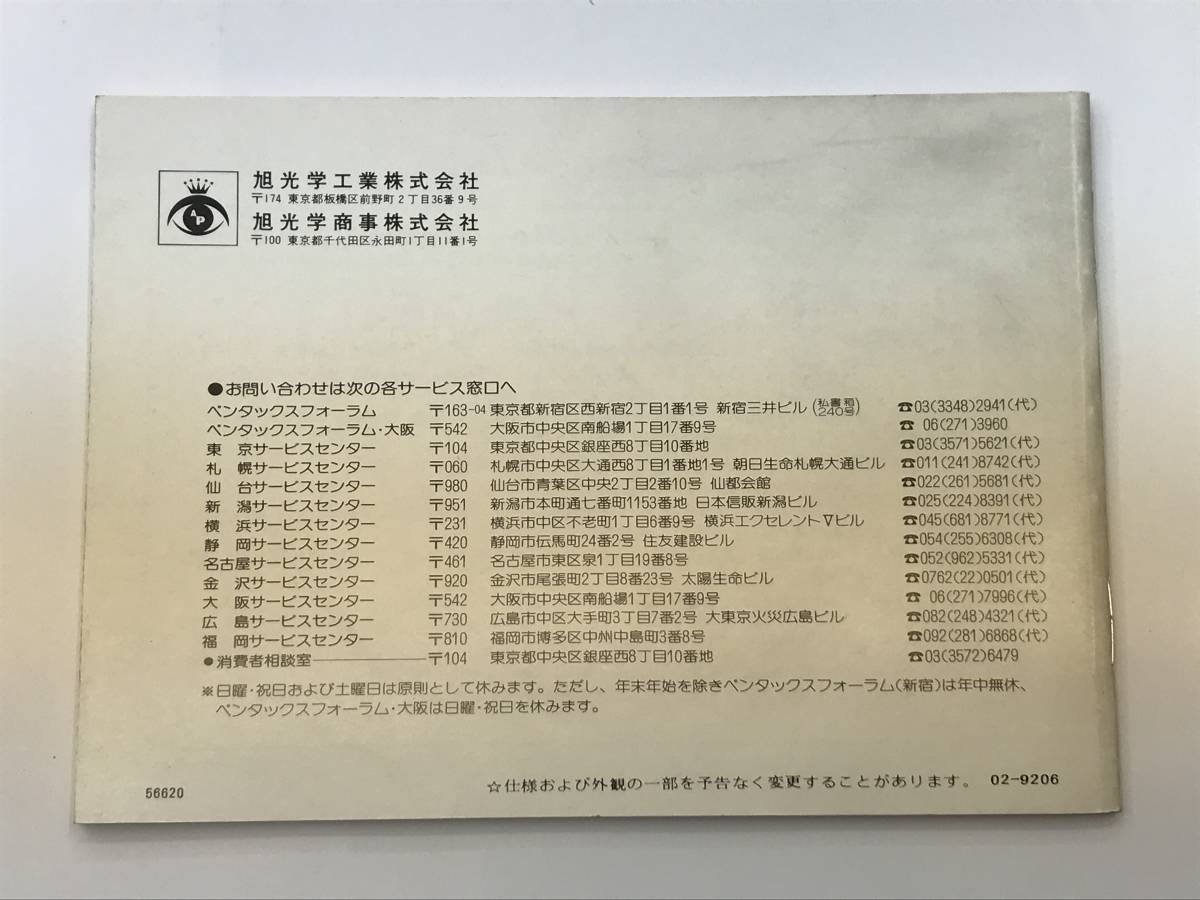 AP
旭光学工業株式会社
〒174 東京都板橋区前野町2丁目36番9号
旭光学商事株式会社
〒100 東京都千代田区永田町1丁目11番1号
●お問い合わせは次の各サービス窓口へ
ペンタックスフォーラム 〒163-04 東京都新宿区西新宿2丁目1番1号 新宿三井ビル(私書箱240号) ☎03(3348)2941(代)
ペンタックスフォーラム・大阪 〒542 大阪市中央区南船場1丁目17番9号 ☎ 06(271)3960
東京サービスセンター 〒104 東京都中央区銀座西8丁目10番地 ☎03(3571)5621(代)
札幌サービスセンター 〒060 札幌市中央区大通西8丁目1番地1号 朝日生命札幌大通ビル ☎011(241)8742(代)
仙台サービスセンター 〒980 仙台市青葉区中央2丁目2番10号 仙都会館 ☎022(261)5681(代)
新潟サービスセンター 〒951 新潟市本町通七番町1153番地 日本信販新潟ビル ☎025(224)8391(代)
横浜サービスセンター 〒231 横浜市中区不老町1丁目6番9号 横浜エクセレントVビル ☎045(681)8771(代)
静岡サービスセンター 〒420 静岡市伝馬町24番2号 住友建設ビル ☎054(255)6308(代)
名古屋サービスセンター 〒461 名古屋市東区泉1丁目19番8号 ☎052(962)5331(代)
金沢サービスセンター 〒920 金沢市尾張町2丁目8番23号 太陽生命ビル ☎0762(22)0501(代)
大阪サービスセンター 〒542 大阪市中央区南船場1丁目17番9号 ☎ 06(271)7996(代)
広島サービスセンター 〒730 広島市中区大手町3丁目7番2号 大東京火災広島ビル ☎082(248)4321(代)
福岡サービスセンター 〒810 福岡市博多区中州中島町3番8号 ☎092(281)6868(代)
●消費者相談室 〒104 東京都中央区銀座西8丁目10番地 ☎03(3572)6479
※日曜・祝日および土曜日は原則として休みます。ただし、年末年始を除きペンタックスフォーラム(新宿)は年中無休、
ペンタックスフォーラム・大阪は日曜・祝日を休みます。
56620
☆仕様および外観の一部を予告なく変更することがあります。 02-9206